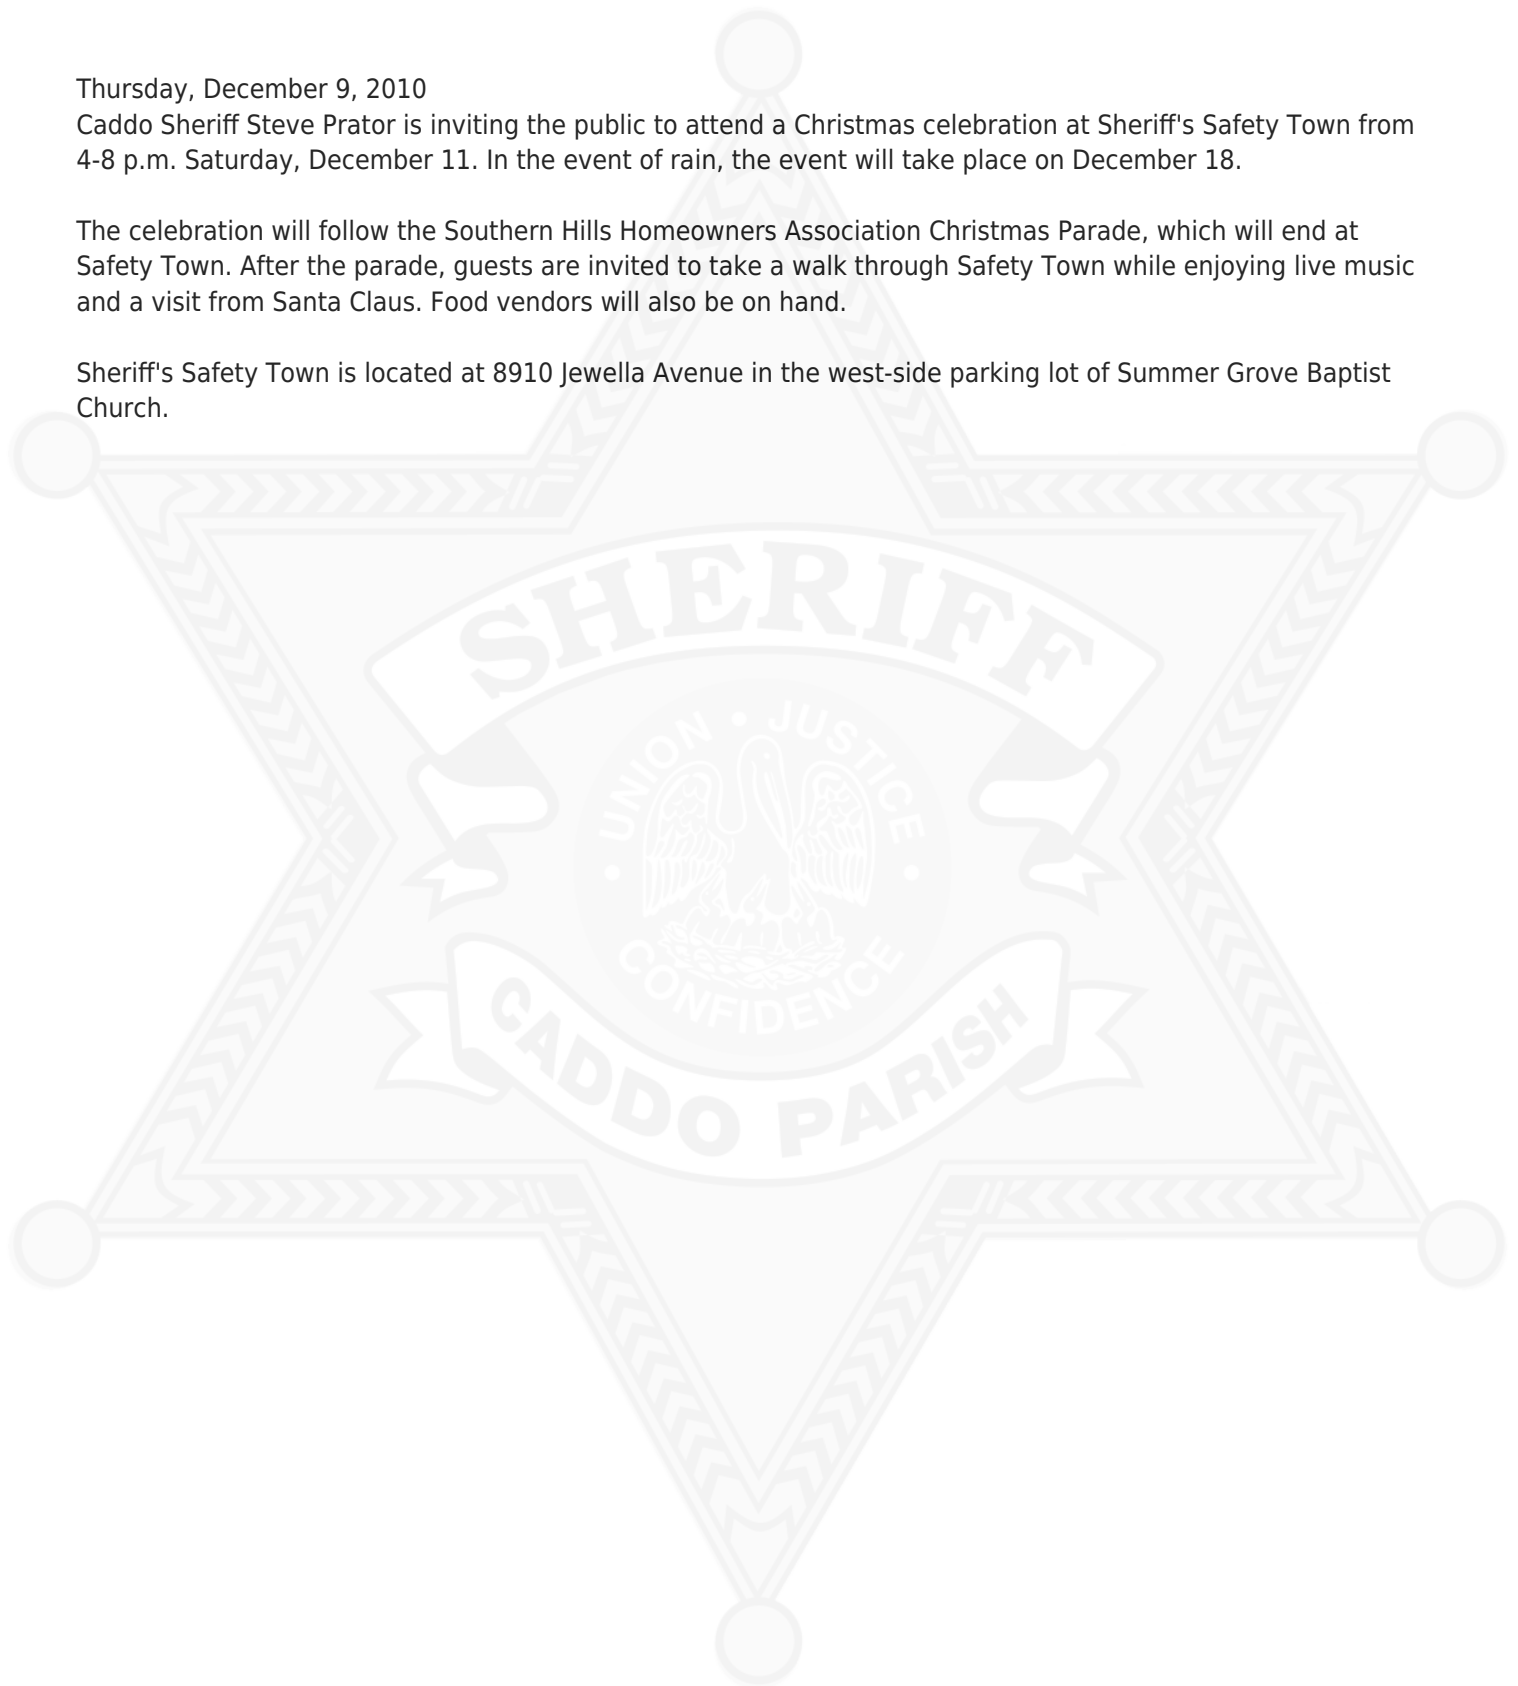 Thursday, December 9, 2010
Caddo Sheriff Steve Prator is inviting the public to attend a Christmas celebration at Sheriff's Safety Town from
4-8 p.m. Saturday, December 11. In the event of rain, the event will take place on December 18.
The celebration will follow the Southern Hills Homeowners Association Christmas Parade, which will end at
Safety Town. After the parade, guests are invited to take a walk through Safety Town while enjoying live music
and a visit from Santa Claus. Food vendors will also be on hand.
Sheriff's Safety Town is located at 8910 Jewella Avenue in the west-side parking lot of Summer Grove Baptist
Church.
SHERIFF
UNION • JUSTICE
• CONFIDENCE •
CADDO PARISH